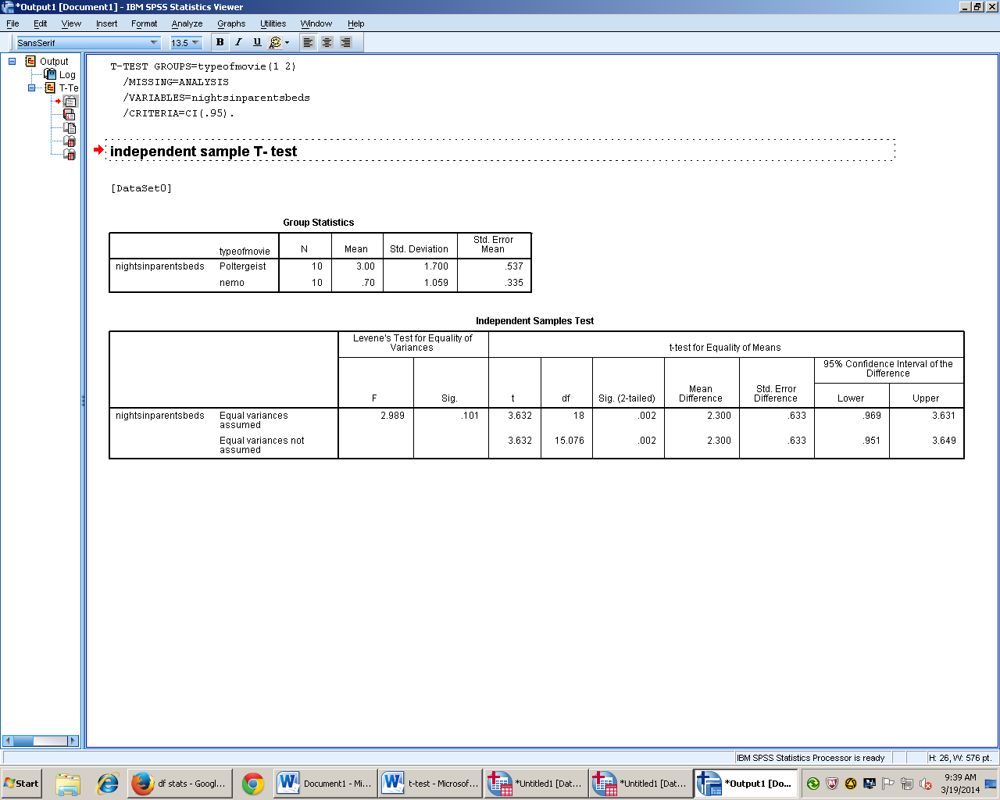 *Output1 [Document1] - IBM SPSS Statistics Viewer
File Edit View Insert Format Analyze Graphs Utilities Window Help
SansSerif 13.5 B I U
Output
Log
T-Te
T-TEST GROUPS=typeofmovie(1 2)
/MISSING=ANALYSIS
/VARIABLES=nightsinparentsbeds
/CRITERIA=CI(.95).
independent sample T- test
[DataSet0]
Group Statistics
typeofmovie N Mean Std. Deviation Std. Error Mean
nightsinparentsbeds Poltergeist 10 3.00 1.700 .537
nemo 10 .70 1.059 .335
Independent Samples Test
Levene's Test for Equality of Variances t-test for Equality of Means
95% Confidence Interval of the Difference
F Sig. t df Sig. (2-tailed) Mean Difference Std. Error Difference Lower Upper
nightsinparentsbeds Equal variances assumed 2.989 .101 3.632 18 .002 2.300 .633 .969 3.631
Equal variances not assumed 3.632 15.076 .002 2.300 .633 .951 3.649
IBM SPSS Statistics Processor is ready H: 26, W: 576 pt.
Start df stats - Googl... Document1 - Mi... t-test - Microsof... *Untitled1 [Dat... *Untitled1 [Dat... *Output1 [Do... 9:39 AM
3/19/2014